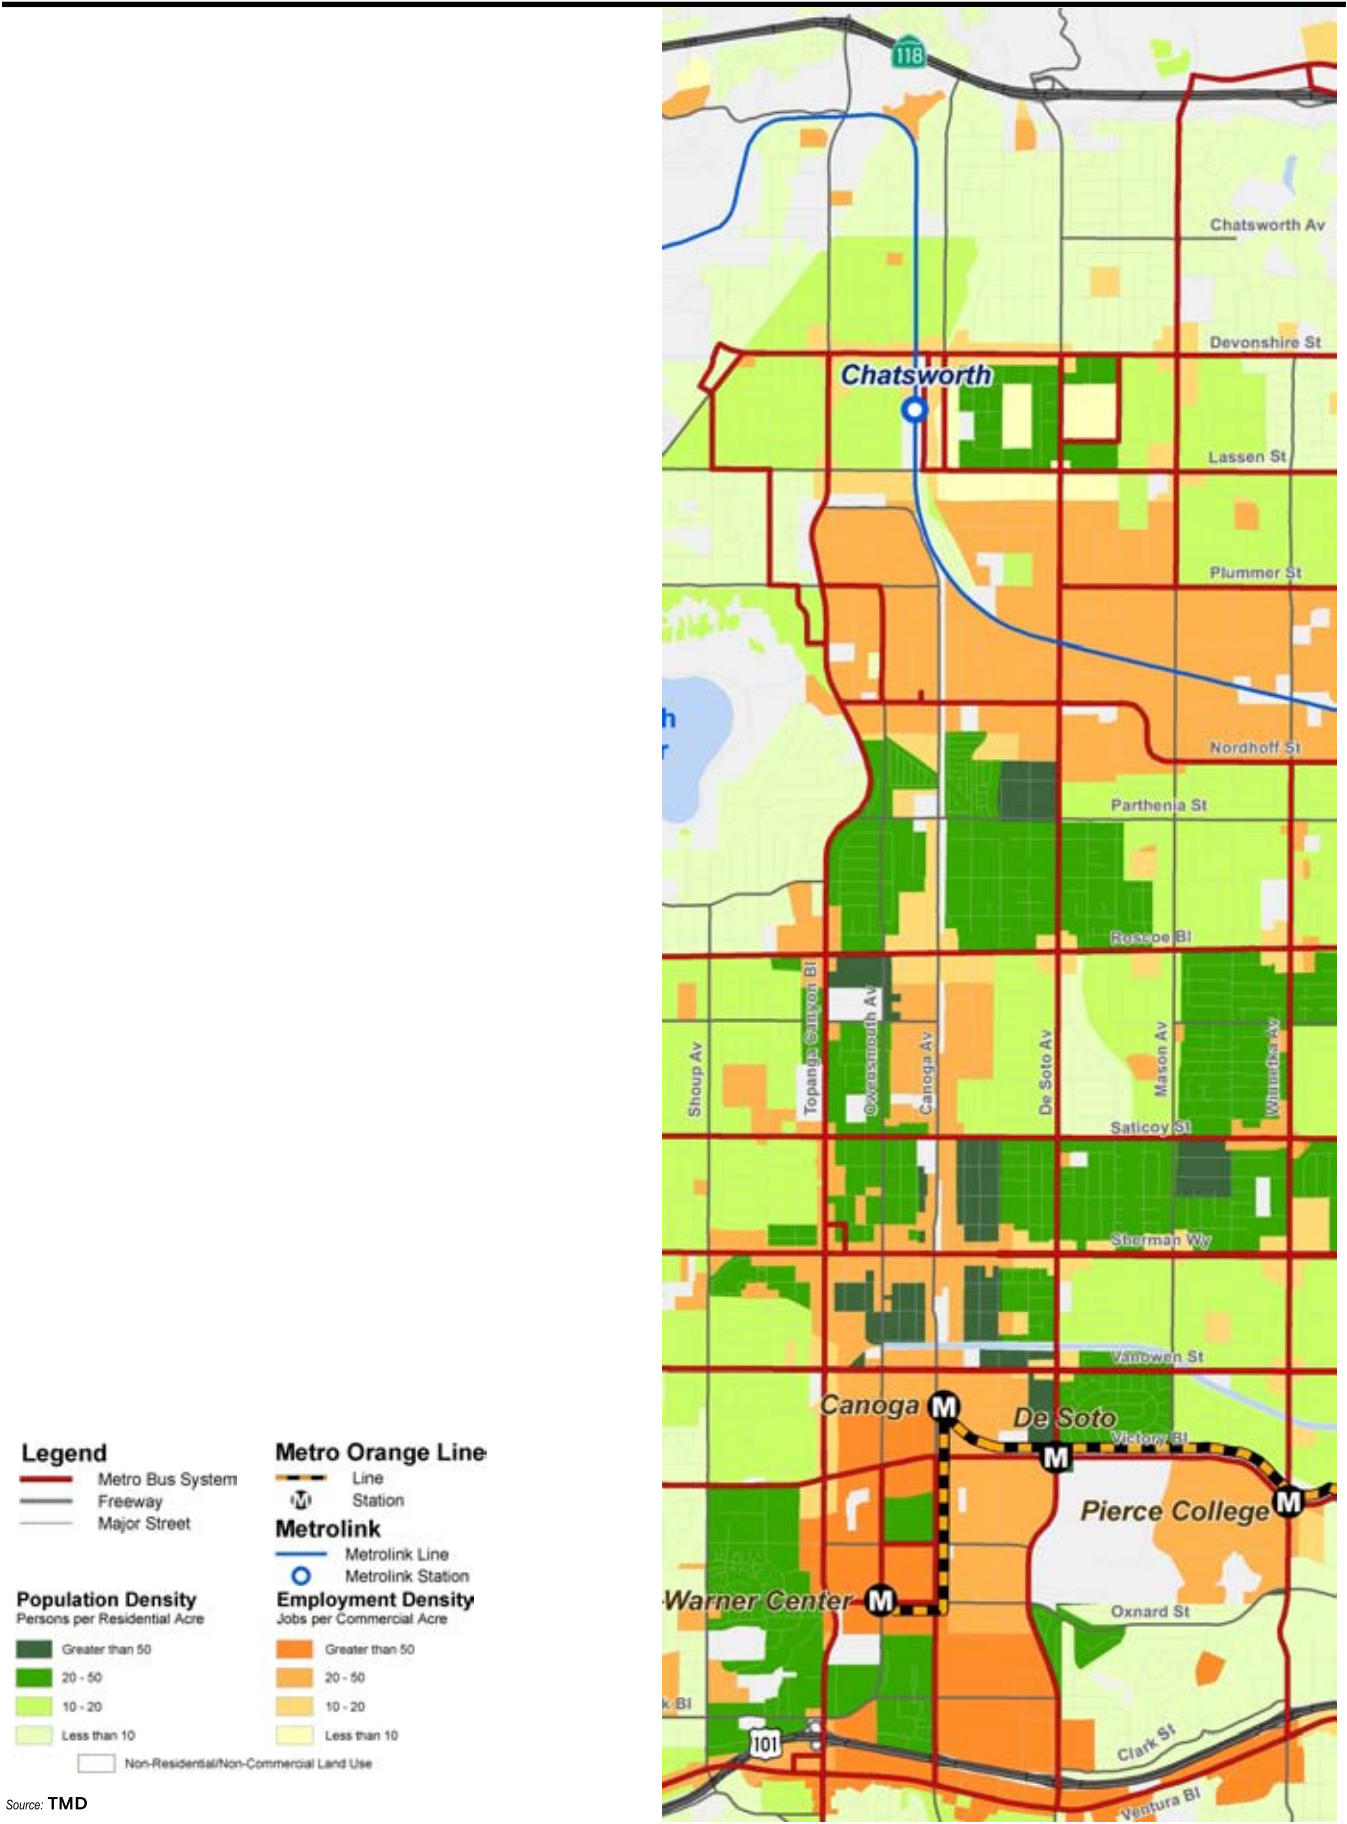 118
Chatsworth Av
Devonshire St
Chatsworth
Lassen St
Plummer St
h
r
Nordhoff St
Parthenia St
Roscoe Bl
Shoup Av
Topanga Canyon Bl
Owensmouth Av
Canoga Av
De Soto Av
Mason Av
Winnetka Av
Saticoy St
Sherman Wy
Vanowen St
Canoga M
De Soto
M
Victory Bl
Pierce College M
Warner Center M
Oxnard St
k Bl
101
Clark St
Ventura Bl
Legend
Metro Bus System
Freeway
Major Street
Metro Orange Line
Line
M Station
Metrolink
Metrolink Line
Metrolink Station
Population Density
Persons per Residential Acre
Greater than 50
20 - 50
10 - 20
Less than 10
Employment Density
Jobs per Commercial Acre
Greater than 50
20 - 50
10 - 20
Less than 10
Non-Residential/Non-Commercial Land Use
Source: TMD